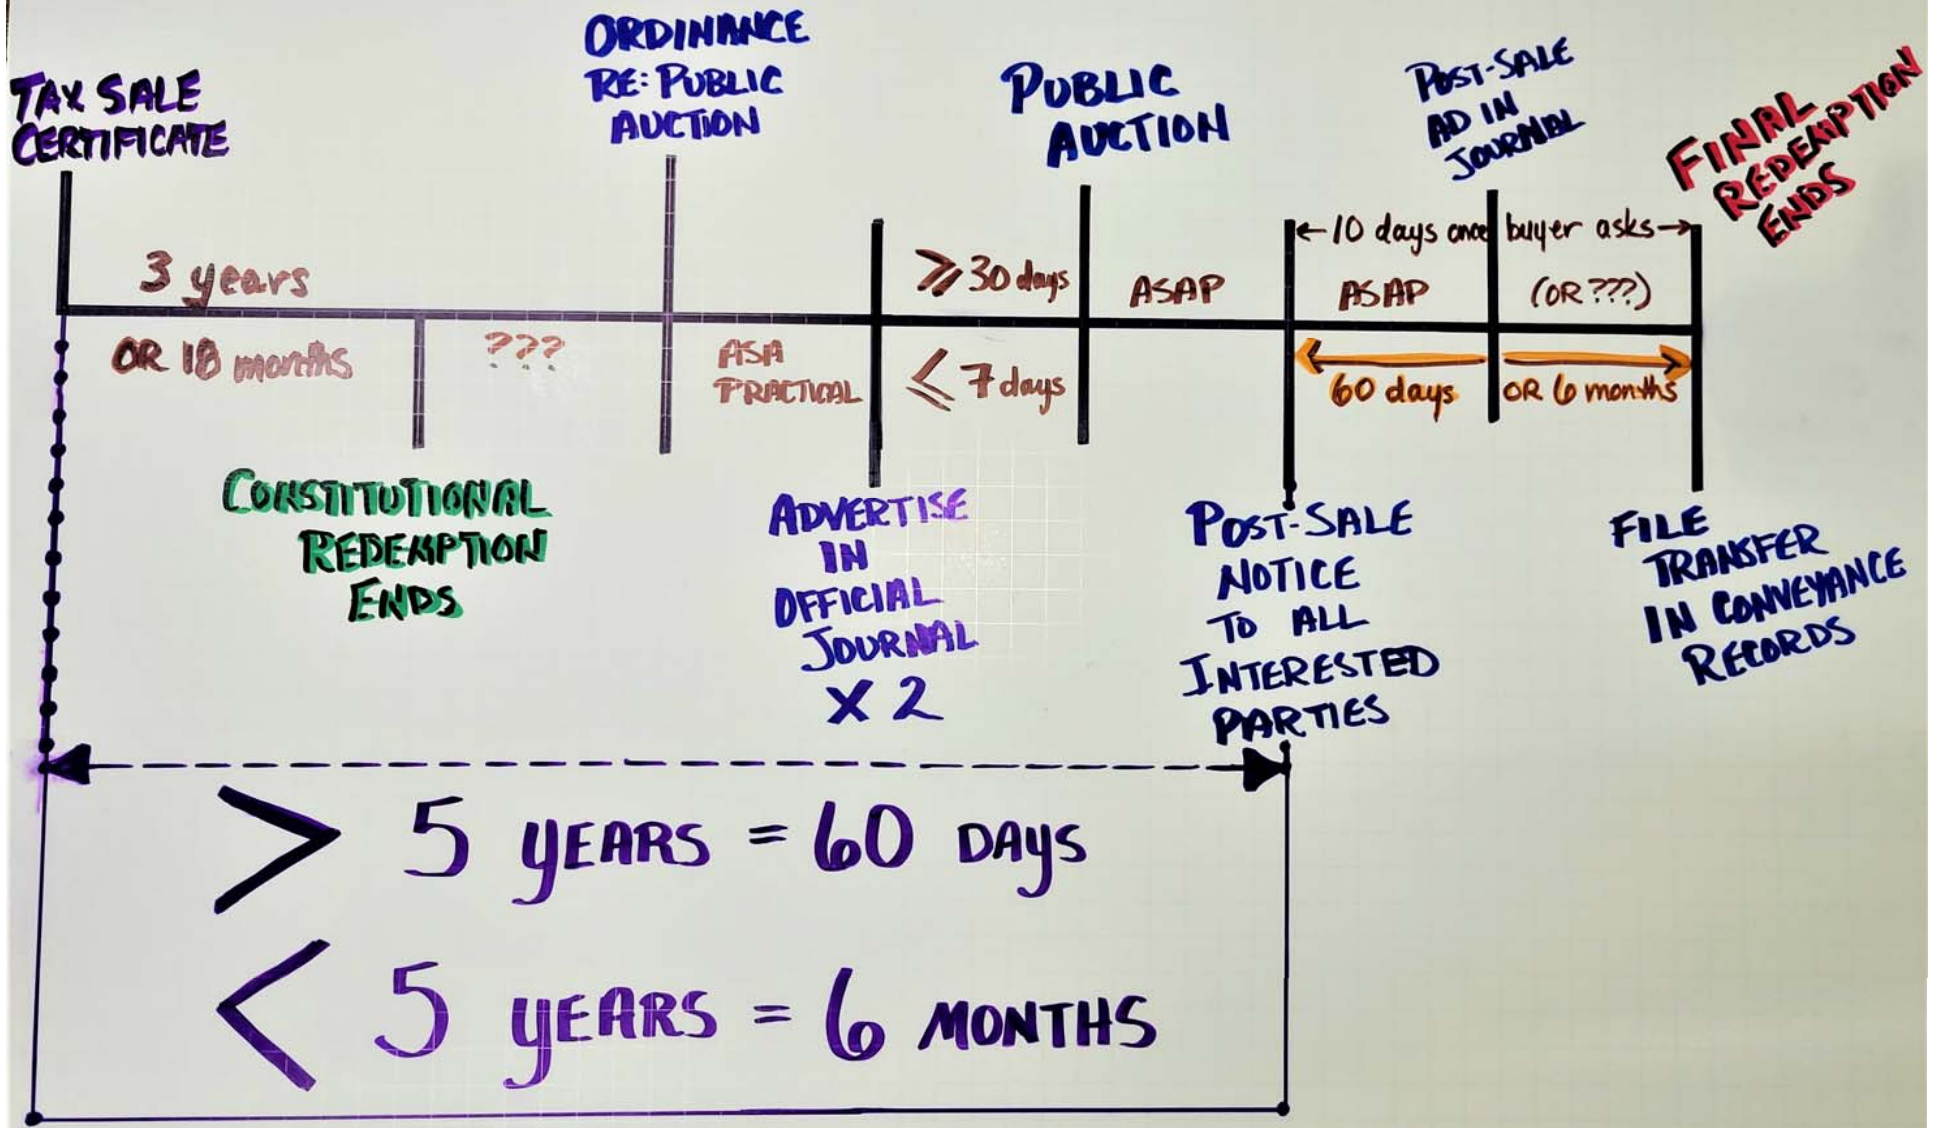 TAX SALE
CERTIFICATE
ORDINANCE
RE: PUBLIC
AUCTION
PUBLIC
AUCTION
POST-SALE
AD IN
JOURNAL
FINAL
REDEMPTION
ENDS
3 years
OR 18 months
???
ASA
PRACTICAL
≥ 30 days
≤ 7 days
ASAP
←10 days once buyer asks→
ASAP
(OR ???)
60 days
OR 6 months
CONSTITUTIONAL
REDEMPTION
ENDS
ADVERTISE
IN
OFFICIAL
JOURNAL
X 2
POST-SALE
NOTICE
TO ALL
INTERESTED
PARTIES
FILE
TRANSFER
IN CONVEYANCE
RECORDS
> 5 YEARS = 60 DAYS
< 5 YEARS = 6 MONTHS